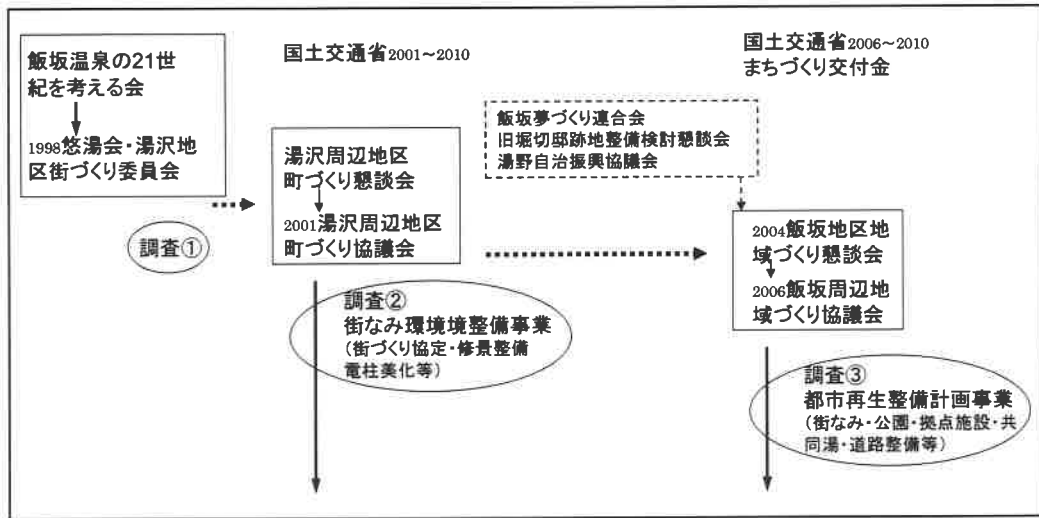 飯坂温泉の21世
紀を考える会
1998悠湯会・湯沢地
区街づくり委員会
調査①
国土交通省2001～2010
湯沢周辺地区
町づくり懇談会
2001湯沢周辺地区
町づくり協議会
調査②
街なみ環境境整備事業
（街づくり協定・修景整備
電柱美化等）
国土交通省2006～2010
まちづくり交付金
飯坂夢づくり連合会
旧堀切邸跡地整備検討懇談会
湯野自治振興協議会
2004飯坂地区地
域づくり懇談会
2006飯坂周辺地
域づくり協議会
調査③
都市再生整備計画事業
（街なみ・公園・拠点施設・共
同湯・道路整備等）